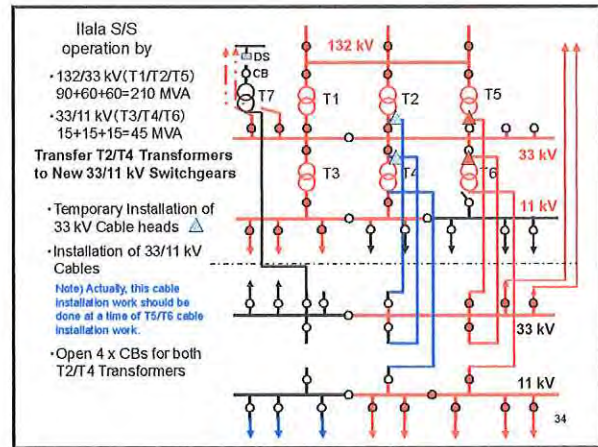 Ilala S/S
operation by
・132/33 kV(T1/T2/T5)
90+60+60=210 MVA
・33/11 kV(T3/T4/T6)
15+15+15=45 MVA
Transfer T2/T4 Transformers
to New 33/11 kV Switchgears
・Temporary Installation of
33 kV Cable heads
・Installation of 33/11 kV
Cables
Note) Actually, this cable
installation work should be
done at a time of T5/T6 cable
installation work.
・Open 4 x CBs for both
T2/T4 Transformers
DS
CB
T7
132 kV
T1
T2
T5
33 kV
T3
T4
T6
11 kV
33 kV
11 kV
34